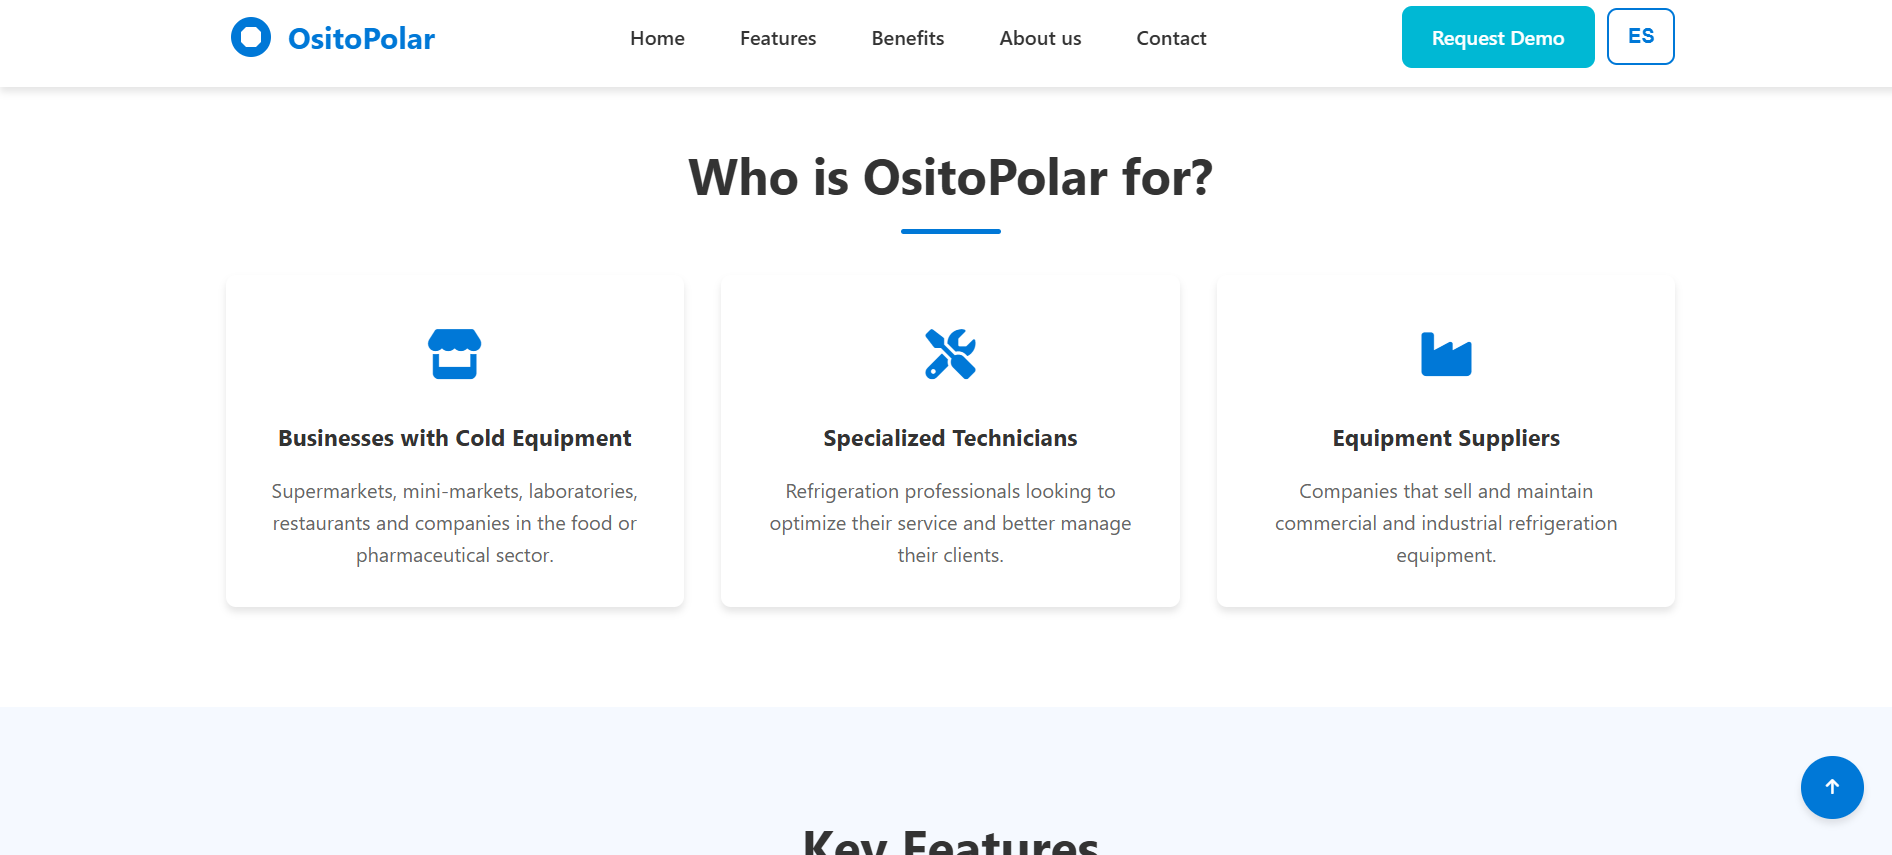 OsitoPolar
Home
Features
Benefits
About us
Contact
Request Demo
ES
Who is OsitoPolar for?
Businesses with Cold Equipment
Supermarkets, mini-markets, laboratories,
restaurants and companies in the food or
pharmaceutical sector.
Specialized Technicians
Refrigeration professionals looking to
optimize their service and better manage
their clients.
Equipment Suppliers
Companies that sell and maintain
commercial and industrial refrigeration
equipment.
Key Features